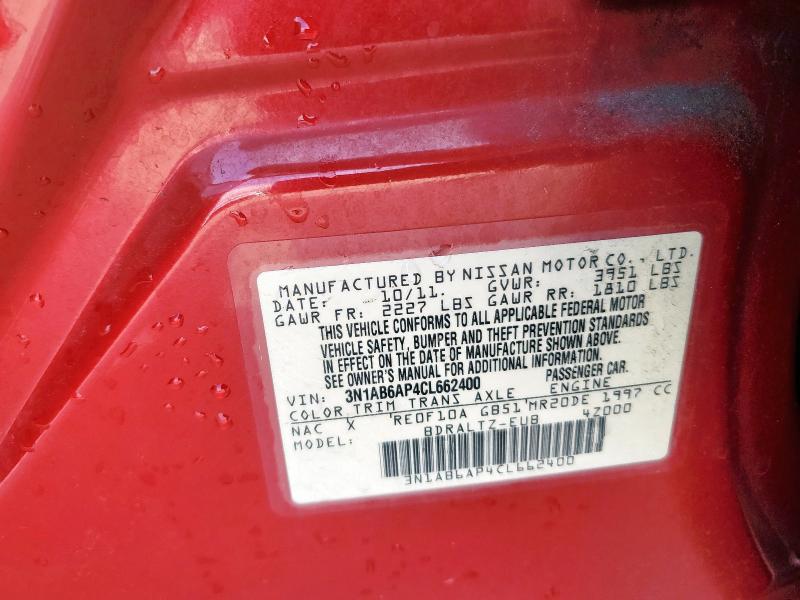 MANUFACTURED BY NISSAN MOTOR CO., LTD.
DATE: 10/11. GVWR: 3951 LBS
GAWR FR: 2227 LBS GAWR RR: 1810 LBS
THIS VEHICLE CONFORMS TO ALL APPLICABLE FEDERAL MOTOR
VEHICLE SAFETY, BUMPER AND THEFT PREVENTION STANDARDS
IN EFFECT ON THE DATE OF MANUFACTURE SHOWN ABOVE.
SEE OWNER'S MANUAL FOR ADDITIONAL INFORMATION.
VIN: 3N1AB6AP4CL662400 PASSENGER CAR.
COLOR TRIM TRANS AXLE ENGINE
NAC X RE0F10A GB51 MR20DE 1997 CC
MODEL: BDRALTZ-EUB 4Z000
3N1AB6AP4CL662400